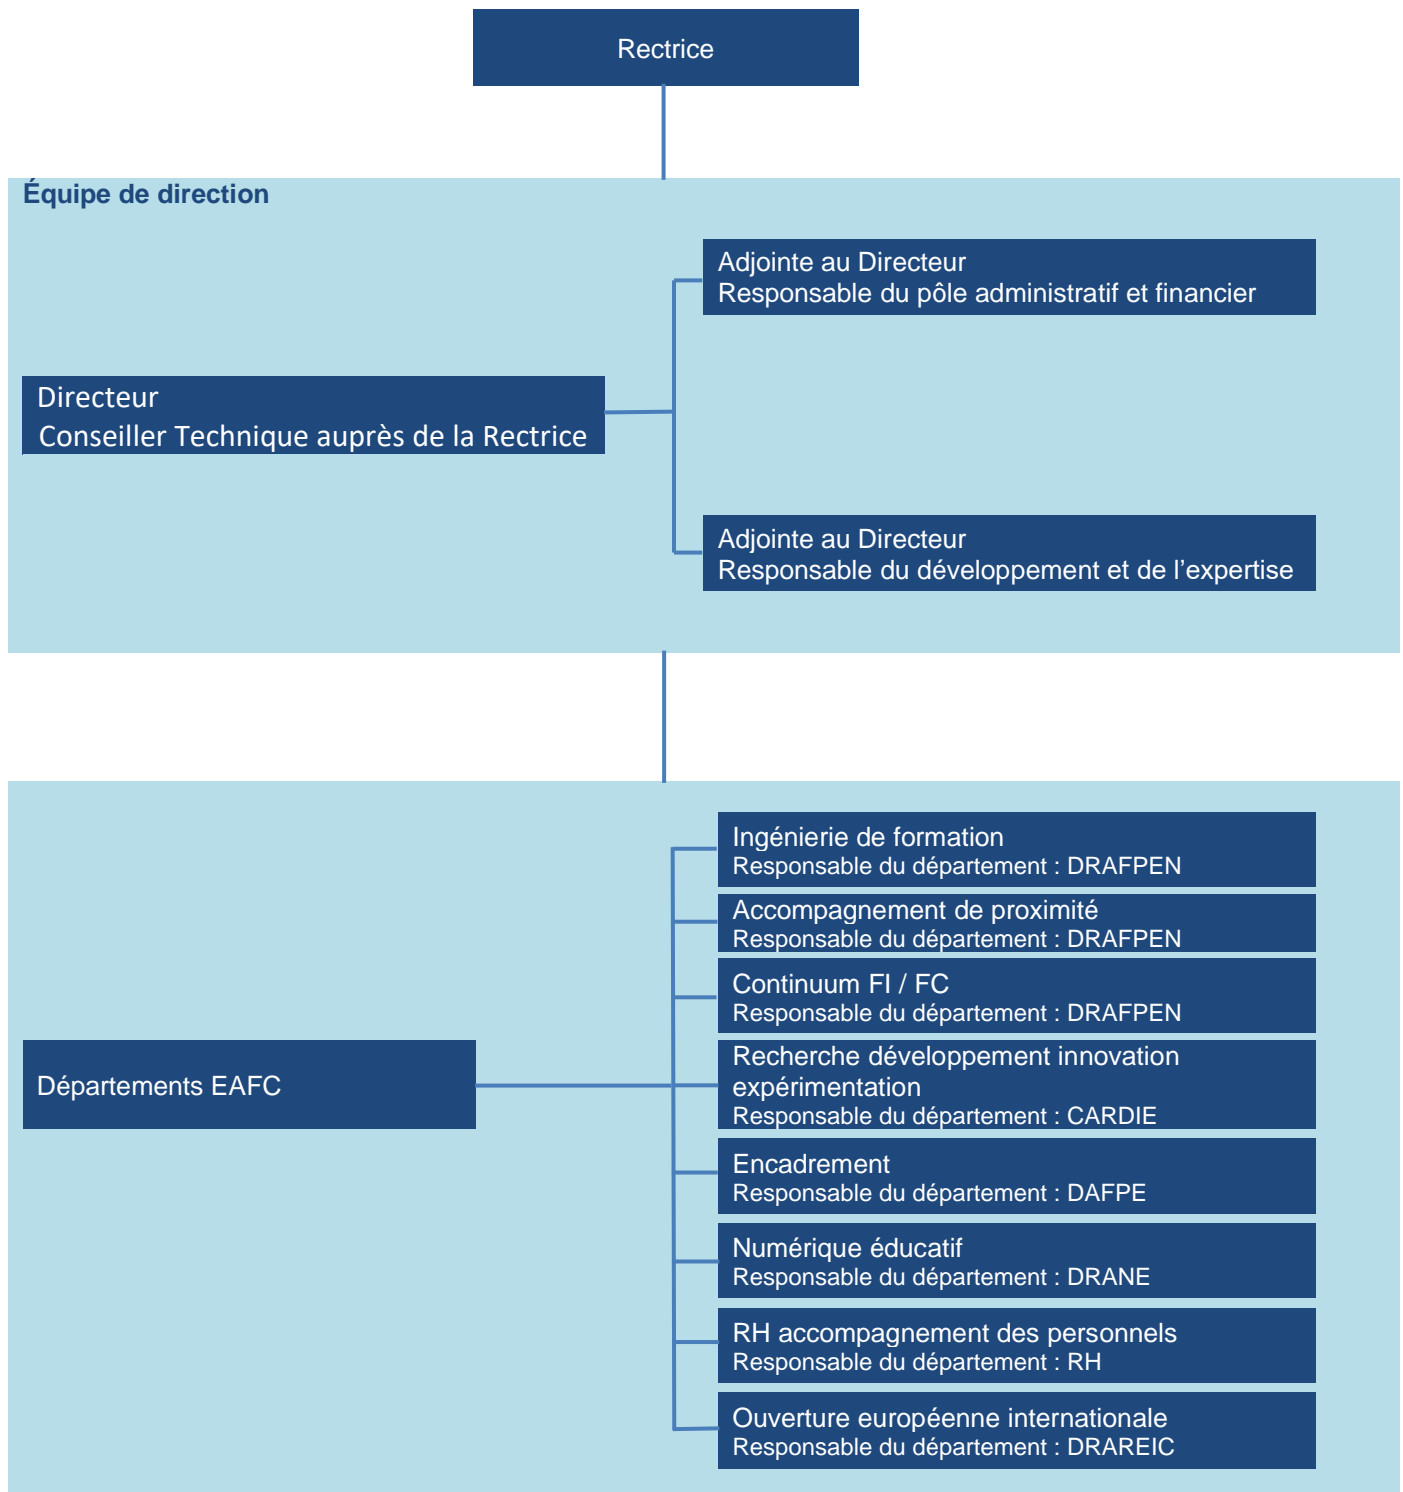 Rectrice
Équipe de direction
Adjointe au Directeur
Responsable du pôle administratif et financier
Directeur
Conseiller Technique auprès de la Rectrice
Adjointe au Directeur
Responsable du développement et de l’expertise
Ingénierie de formation
Responsable du département : DRAFPEN
Accompagnement de proximité
Responsable du département : DRAFPEN
Continuum FI / FC
Responsable du département : DRAFPEN
Recherche développement innovation
expérimentation
Responsable du département : CARDIE
Départements EAFC
Encadrement
Responsable du département : DAFPE
Numérique éducatif
Responsable du département : DRANE
RH accompagnement des personnels
Responsable du département : RH
Ouverture européenne internationale
Responsable du département : DRAREIC